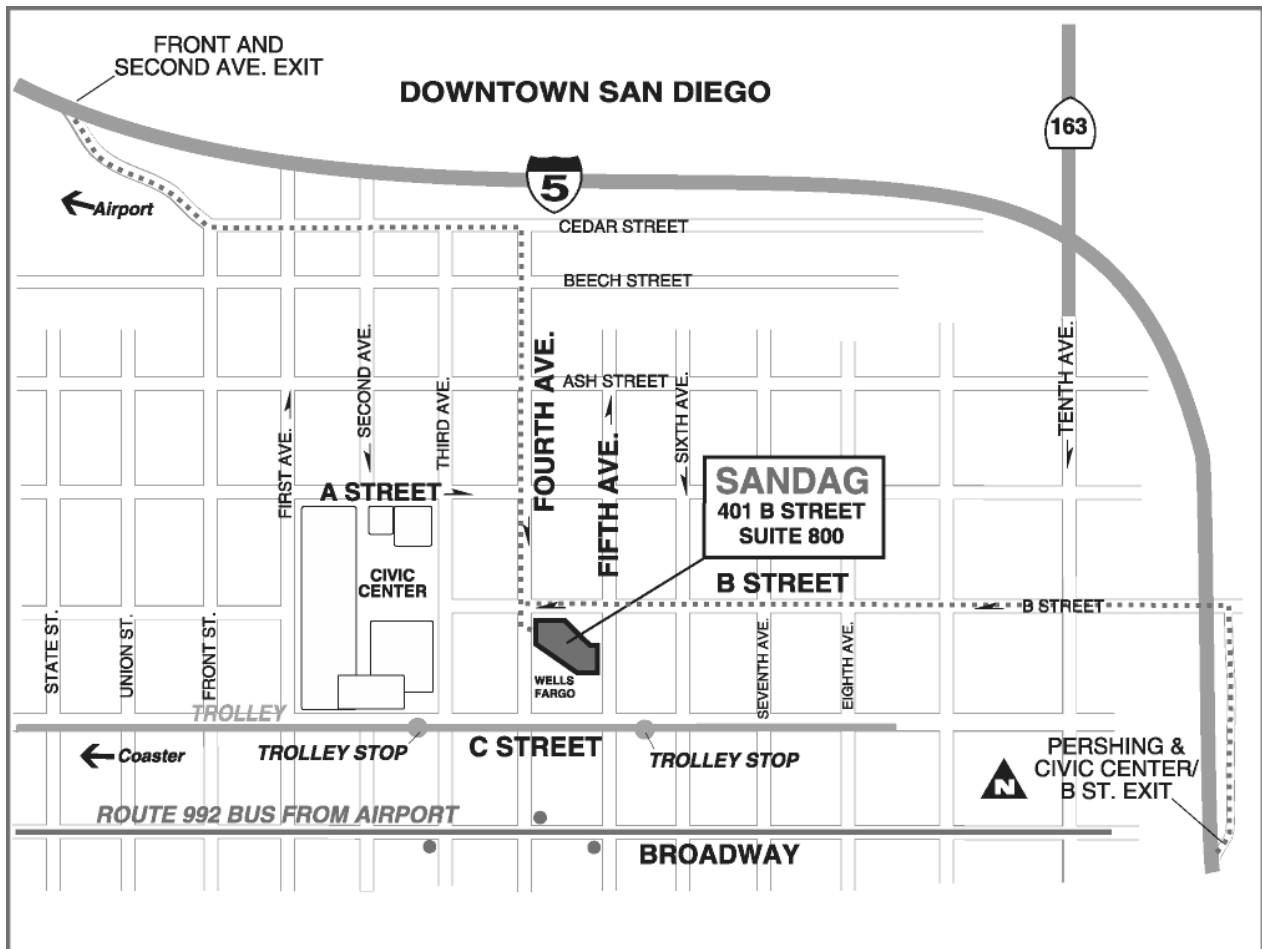 FRONT AND
SECOND AVE. EXIT
DOWNTOWN SAN DIEGO
163
5
Airport
CEDAR STREET
BEECH STREET
ASH STREET
FIRST AVE.
SECOND AVE.
THIRD AVE.
FOURTH AVE.
FIFTH AVE.
SIXTH AVE.
TENTH AVE.
A STREET
SANDAG
401 B STREET
SUITE 800
CIVIC
CENTER
B STREET
B STREET
STATE ST.
UNION ST.
FRONT ST.
WELLS
FARGO
SEVENTH AVE.
EIGHTH AVE.
TROLLEY
Coaster
TROLLEY STOP
C STREET
TROLLEY STOP
N
PERSHING &
CIVIC CENTER/
B ST. EXIT
ROUTE 992 BUS FROM AIRPORT
BROADWAY